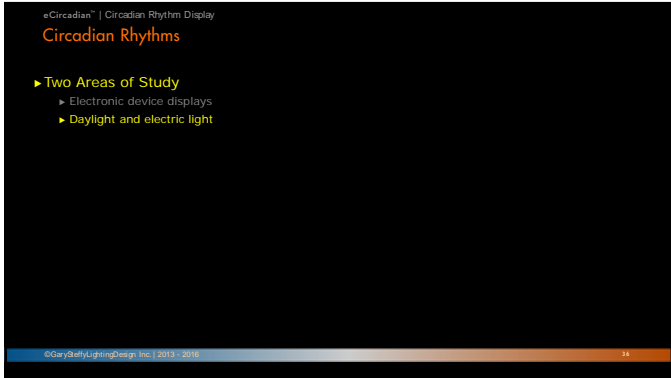 eCircadian™ | Circadian Rhythm Display
Circadian Rhythms
▸ Two Areas of Study
▸ Electronic device displays
▸ Daylight and electric light
©GarySteffyLightingDesign Inc. | 2013 - 2016 36